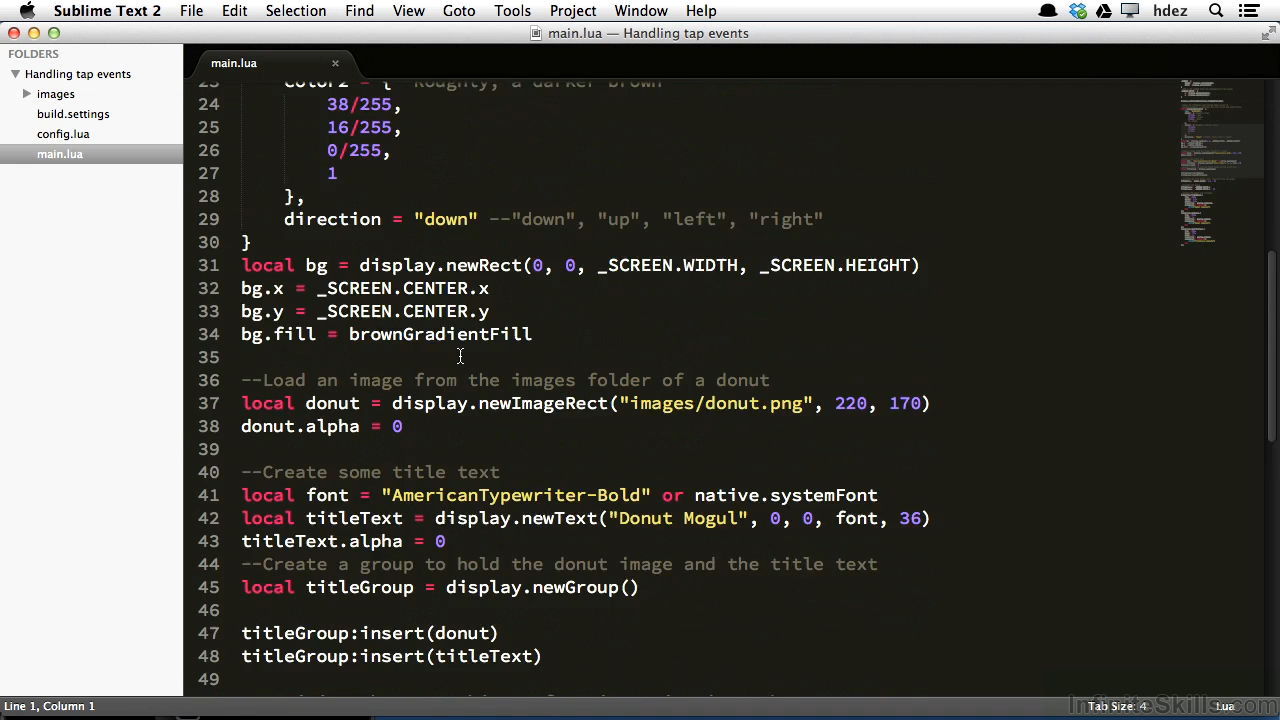 Sublime Text 2 File Edit Selection Find View Goto Tools Project Window Help hdez
main.lua — Handling tap events
FOLDERS
Handling tap events
images
build.settings
config.lua
main.lua
main.lua ×
23 color2 = { --Roughly, a darker brown
24 38/255,
25 16/255,
26 0/255,
27 1
28 },
29 direction = "down" --"down", "up", "left", "right"
30 }
31 local bg = display.newRect(0, 0, _SCREEN.WIDTH, _SCREEN.HEIGHT)
32 bg.x = _SCREEN.CENTER.x
33 bg.y = _SCREEN.CENTER.y
34 bg.fill = brownGradientFill
35
36 --Load an image from the images folder of a donut
37 local donut = display.newImageRect("images/donut.png", 220, 170)
38 donut.alpha = 0
39
40 --Create some title text
41 local font = "AmericanTypewriter-Bold" or native.systemFont
42 local titleText = display.newText("Donut Mogul", 0, 0, font, 36)
43 titleText.alpha = 0
44 --Create a group to hold the donut image and the title text
45 local titleGroup = display.newGroup()
46
47 titleGroup:insert(donut)
48 titleGroup:insert(titleText)
49
Line 1, Column 1
Tab Size: 4
Lua
InfiniteSkills.com